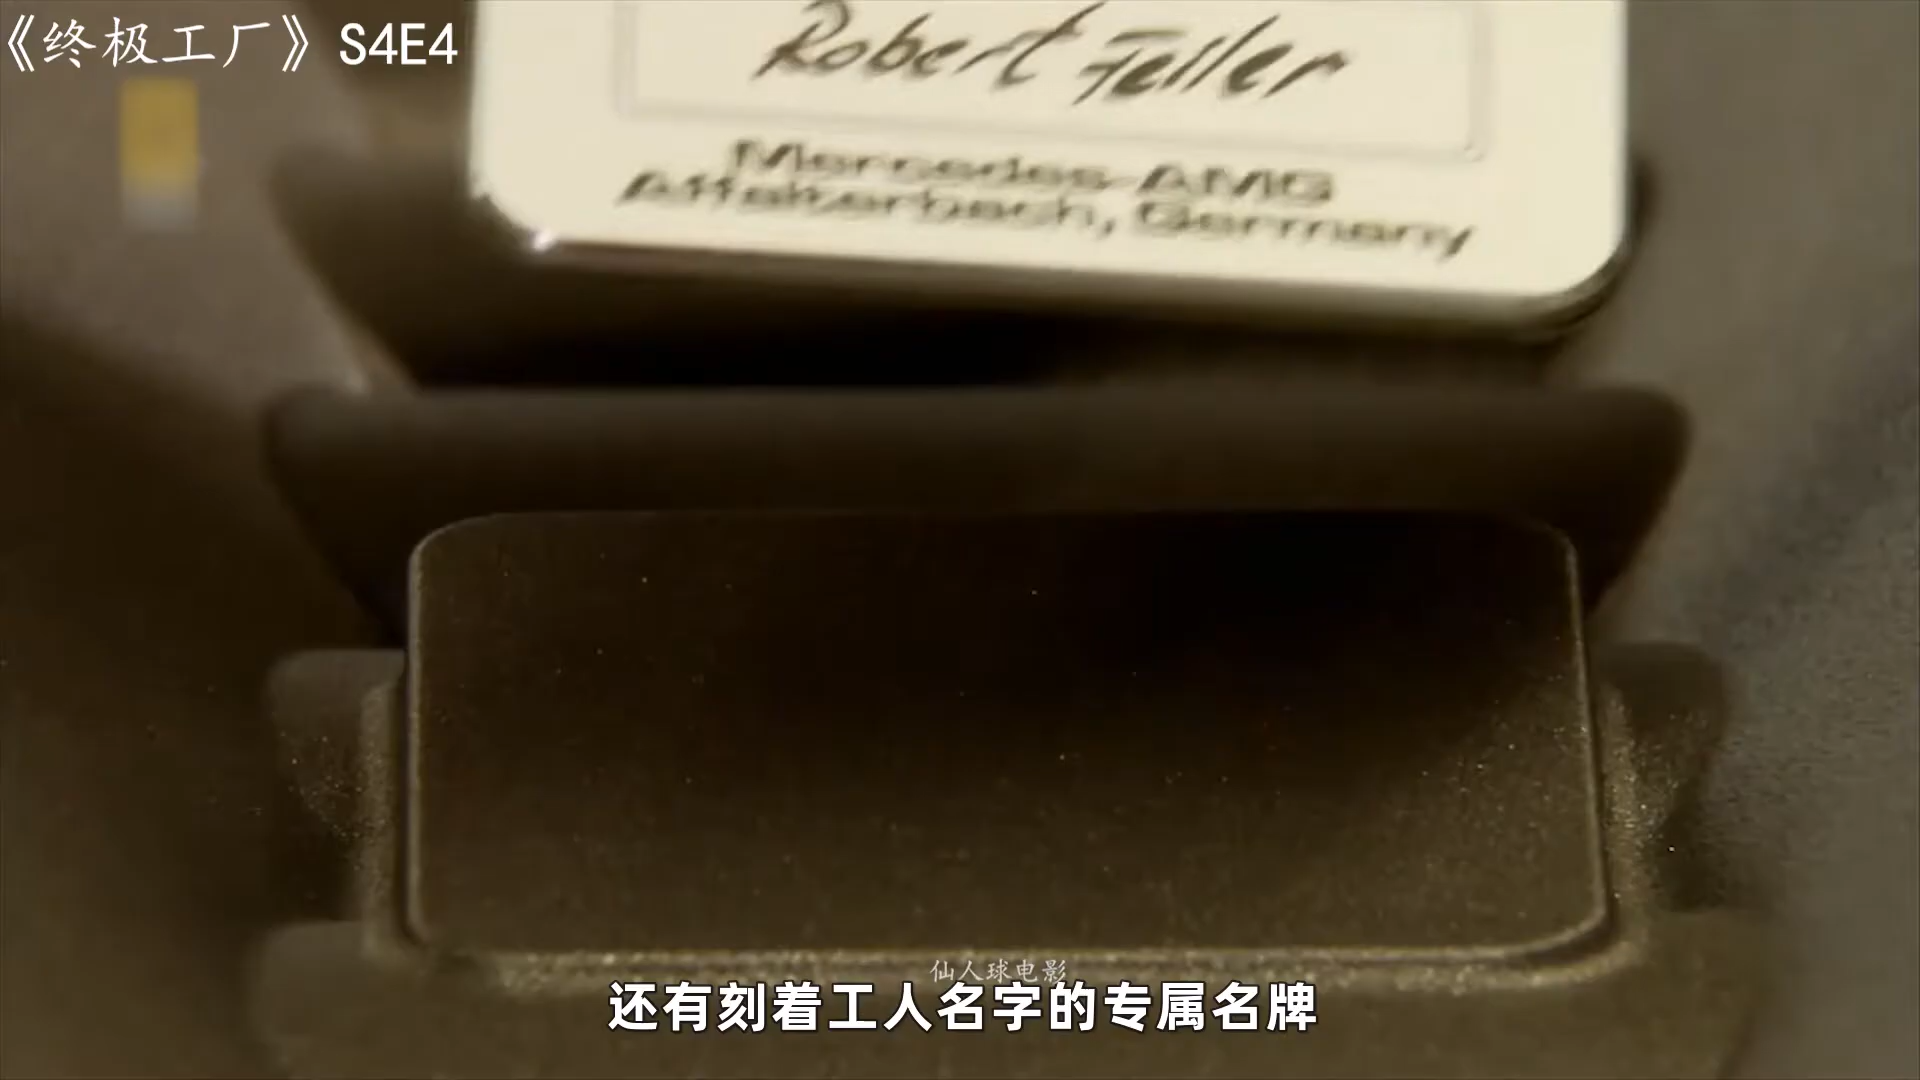 《终极工厂》S4E4
Robert Feiler
Mercedes-AMG
Affalterbach, Germany
仙人球电影
还有刻着工人名字的专属名牌